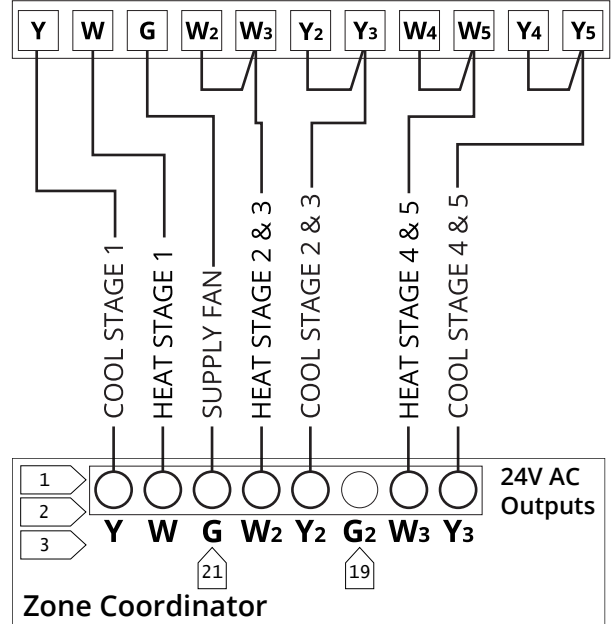 Y W G W2 W3 Y2 Y3 W4 W5 Y4 Y5
COOL STAGE 1
HEAT STAGE 1
SUPPLY FAN
HEAT STAGE 2 & 3
COOL STAGE 2 & 3
HEAT STAGE 4 & 5
COOL STAGE 4 & 5
1
2
3
24V AC
Outputs
Y W G W2 Y2 G2 W3 Y3
21 19
Zone Coordinator